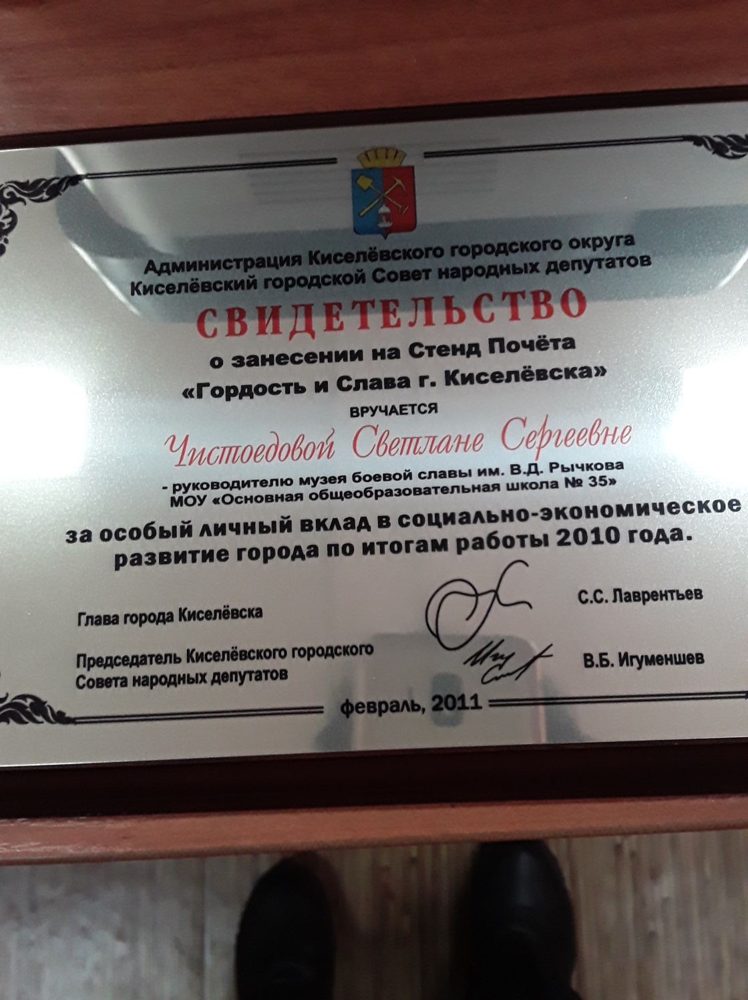 Администрация Киселёвского городского округа
Киселёвский городской Совет народных депутатов
СВИДЕТЕЛЬСТВО
о занесении на Стенд Почёта
«Гордость и Слава г. Киселёвска»
ВРУЧАЕТСЯ
Чистоедовой Светлане Сергеевне
- руководителю музея боевой славы им. В.Д. Рычкова
МОУ «Основная общеобразовательная школа № 35»
за особый личный вклад в социально-экономическое
развитие города по итогам работы 2010 года.
Глава города Киселёвска
С.С. Лаврентьев
Председатель Киселёвского городского
Совета народных депутатов
В.Б. Игуменшев
февраль, 2011